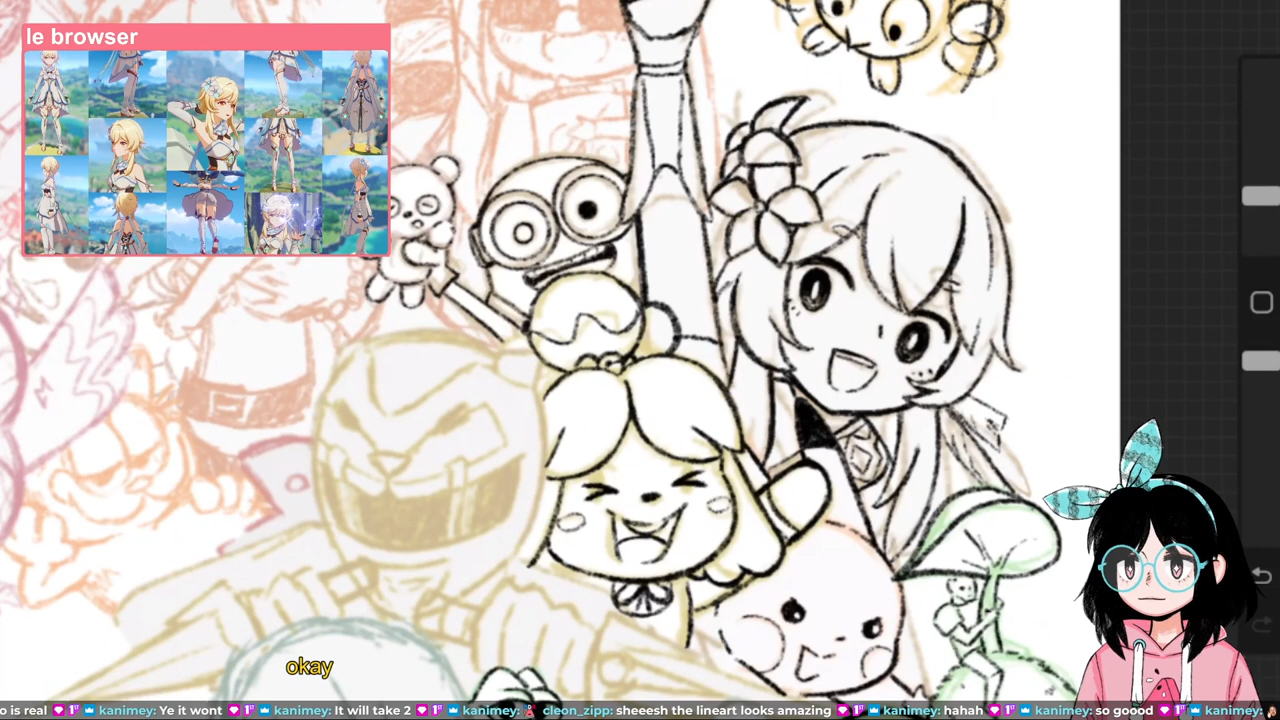 le browser
okay
o is real kanimey: Ye it wont kanimey: It will take 2 kanimey: cleon_zipp: sheeesh the lineart looks amazing kanimey: hahah kanimey: so goood kanimey: